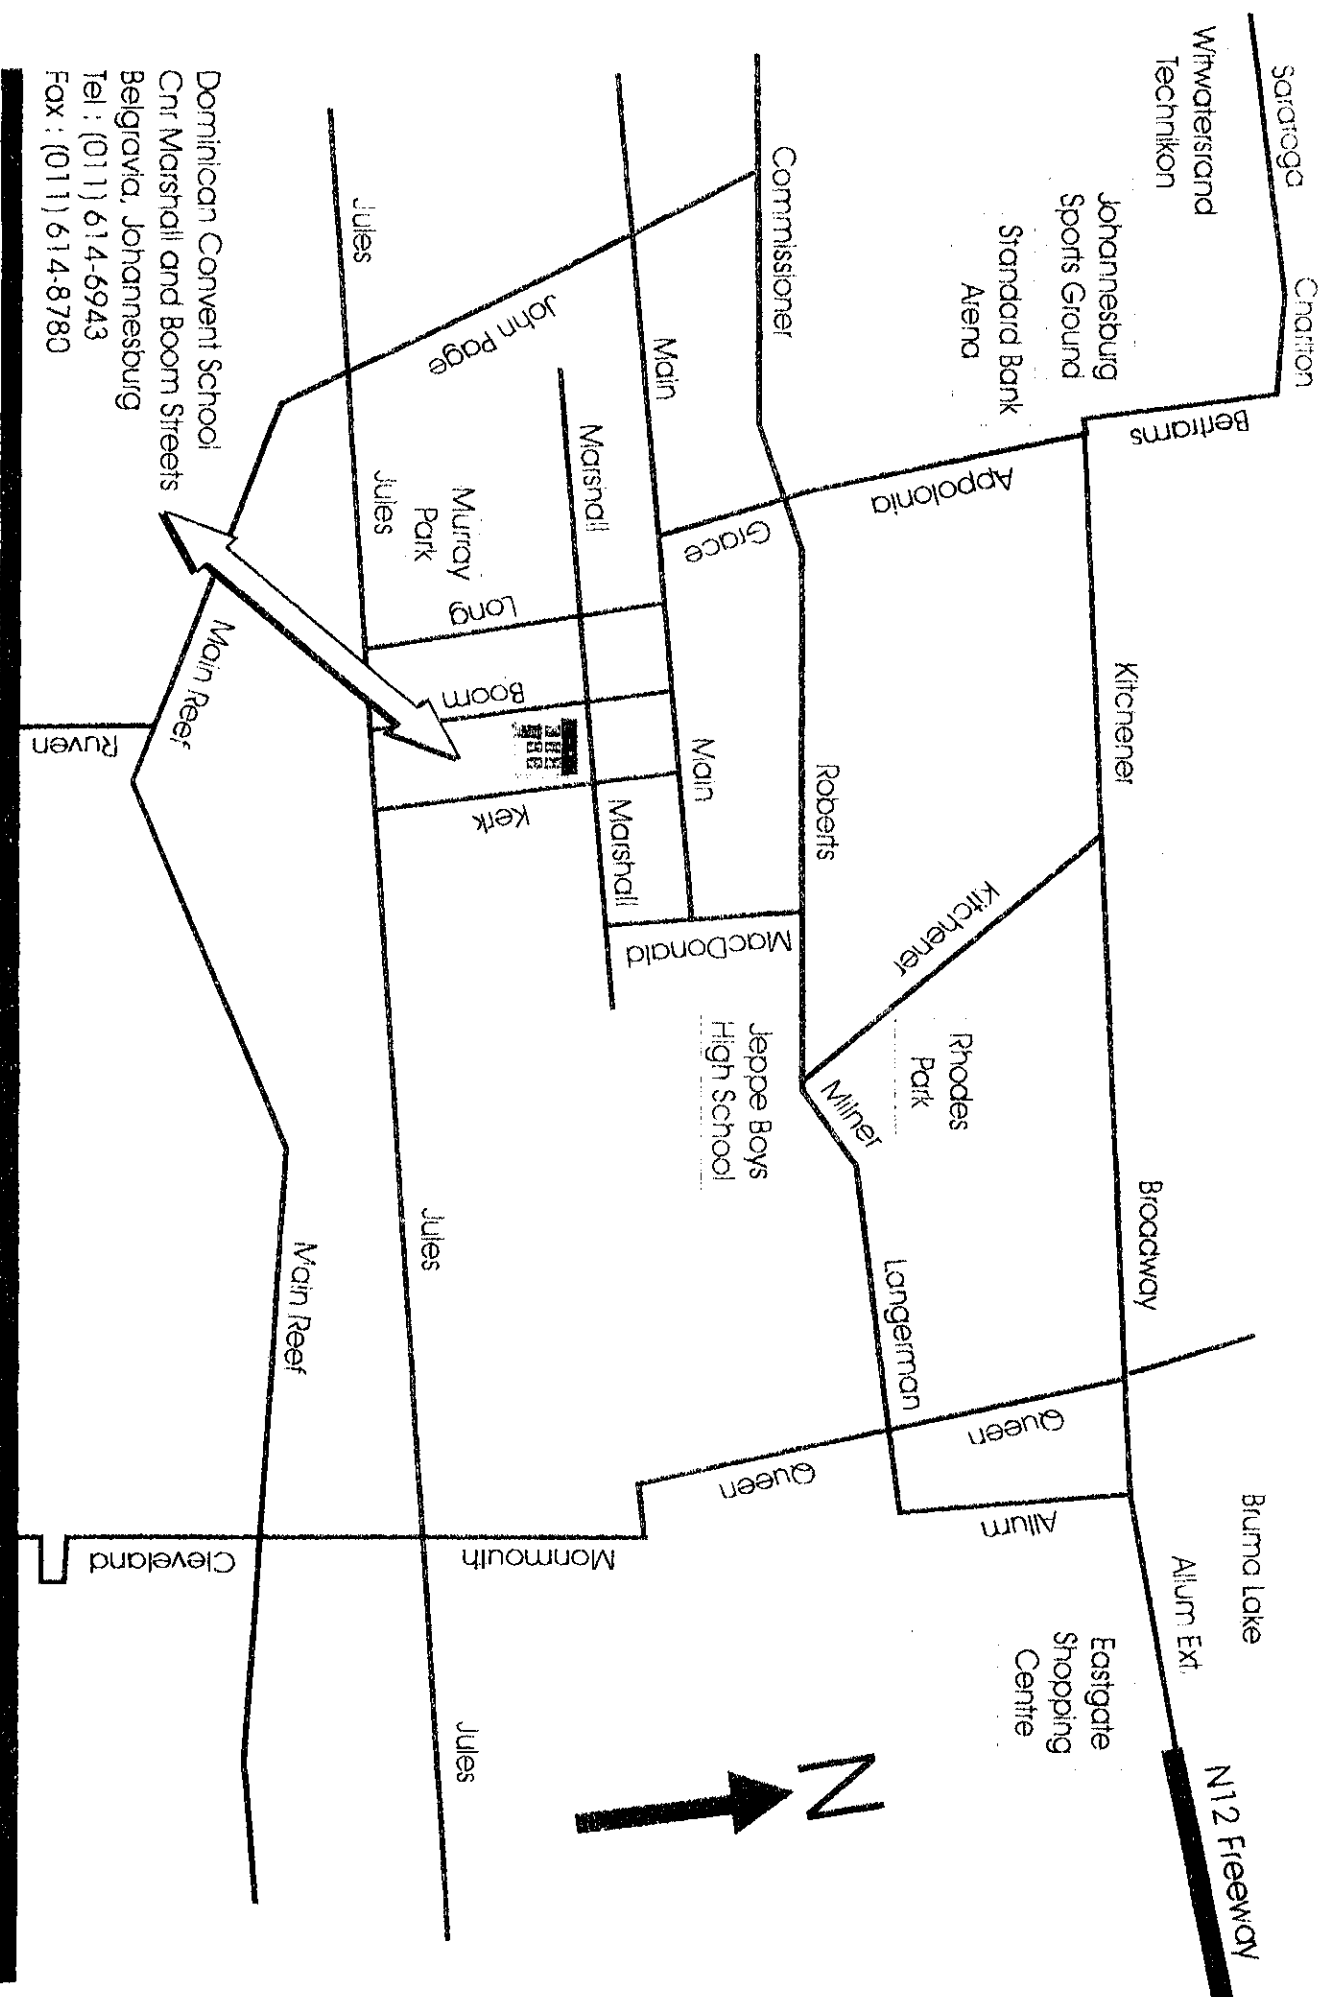 Saratoga
Charlton
Bertrams
Witwatersrand
Technikon
Johannesburg
Sports Ground
Standard Bank
Arena
Appolonia
Kitchener
Kitchener
Broadway
Rhodes
Park
Queen
Allum
Bruma Lake
Allum Ext.
N12 Freeway
Eastgate
Shopping
Centre
N
Commissioner
Grace
Roberts
Milner
Langerman
Queen
Main
Main
MacDonald
Jeppe Boys
High School
John Page
Marshall
Marshall
Murray
Park
Long
Boom
Kerk
Monmouth
Jules
Jules
Jules
Jules
Main Reef
Main Reef
Ruven
Cleveland
Dominican Convent School
Cnr Marshall and Boom Streets
Belgravia, Johannesburg
Tel : (011) 614-6943
Fax : (011) 614-8780